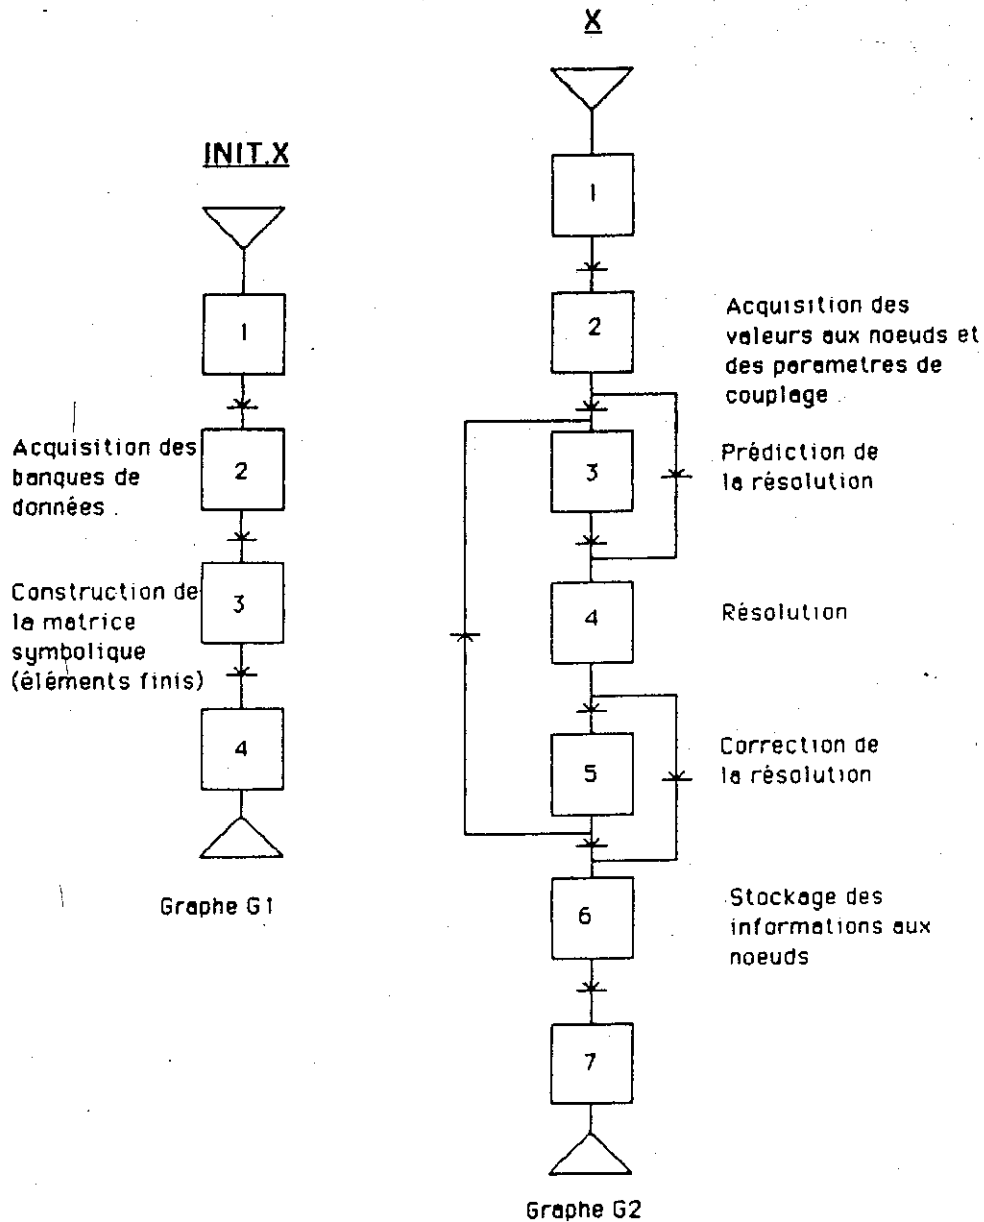 INIT.X
1
Acquisition des
banques de
données .
2
Construction de
la matrice
symbolique
(éléments finis)
3
4
Graphe G1
X
1
2
Acquisition des
valeurs aux noeuds et
des parametres de
couplage .
3
Prédiction de
la résolution
4
Résolution
5
Correction de
la résolution
6
Stockage des
informations aux
noeuds
7
Graphe G2